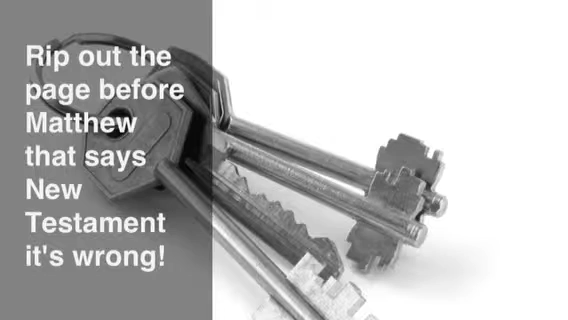 Rip out the
page before
Matthew
that says
New
Testament
it's wrong!